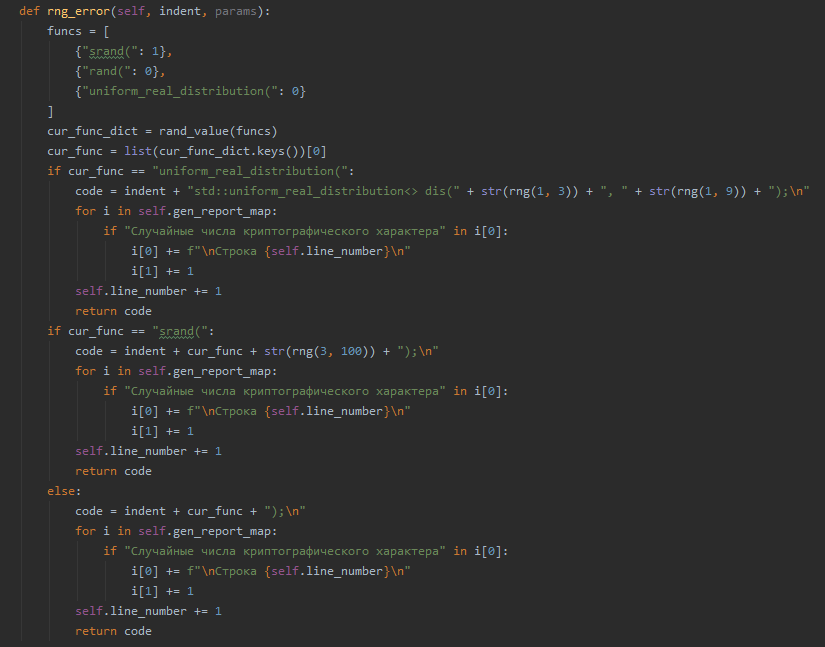 def rng_error(self, indent, params):
    funcs = [
        {"srand(": 1},
        {"rand(": 0},
        {"uniform_real_distribution(": 0}
    ]
    cur_func_dict = rand_value(funcs)
    cur_func = list(cur_func_dict.keys())[0]
    if cur_func == "uniform_real_distribution(":
        code = indent + "std::uniform_real_distribution<> dis(" + str(rng(1, 3)) + ", " + str(rng(1, 9)) + ");\n"
        for i in self.gen_report_map:
            if "Случайные числа криптографического характера" in i[0]:
                i[0] += f"\nСтрока {self.line_number}\n"
                i[1] += 1
        self.line_number += 1
        return code
    if cur_func == "srand(":
        code = indent + cur_func + str(rng(3, 100)) + ");\n"
        for i in self.gen_report_map:
            if "Случайные числа криптографического характера" in i[0]:
                i[0] += f"\nСтрока {self.line_number}\n"
                i[1] += 1
        self.line_number += 1
        return code
    else:
        code = indent + cur_func + ");\n"
        for i in self.gen_report_map:
            if "Случайные числа криптографического характера" in i[0]:
                i[0] += f"\nСтрока {self.line_number}\n"
                i[1] += 1
        self.line_number += 1
        return code